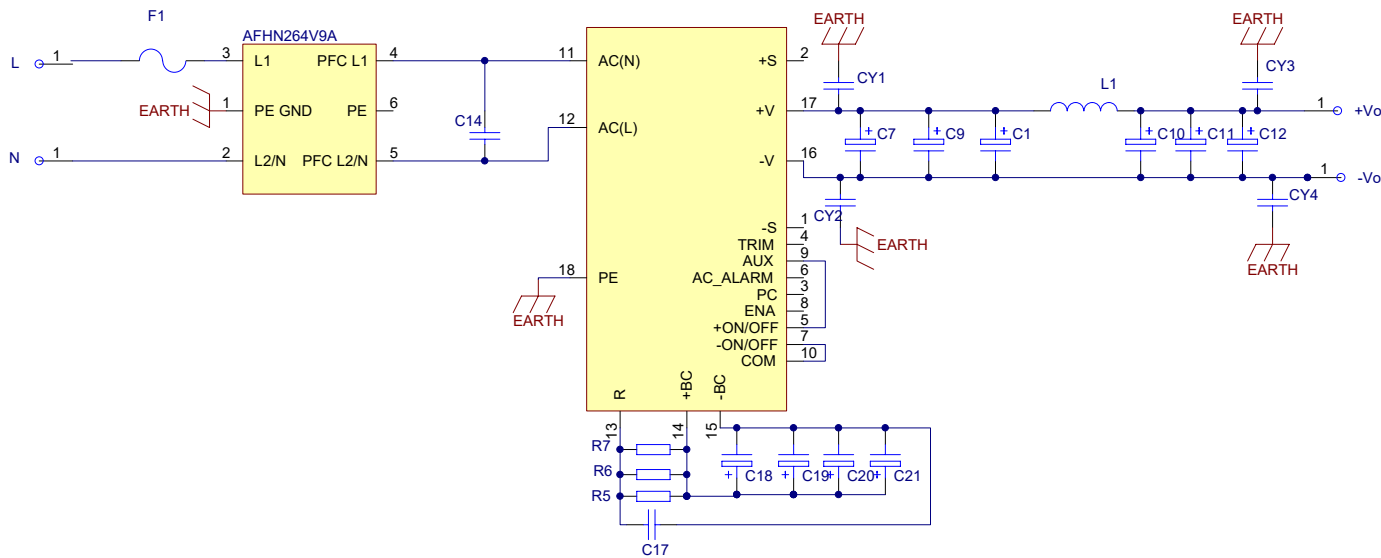 EARTH
EARTH
F1
AFHN264V9A
L
1
3
L1
PFC L1
4
11
AC(N)
+S
2
CY1
CY3
EARTH
1
PE GND
PE
6
C14
12
AC(L)
+V
17
L1
1
+Vo
C7
C9
C1
C10
C11
C12
N
1
2
L2/N
PFC L2/N
5
-V
16
1
-Vo
CY2
CY4
-S
1
TRIM
4
EARTH
AUX
9
EARTH
18
PE
AC_ALARM
6
PC
3
EARTH
ENA
8
+ON/OFF
5
-ON/OFF
7
COM
10
R
+BC
-BC
13
14
15
R7
R6
C18
C19
C20
C21
R5
C17